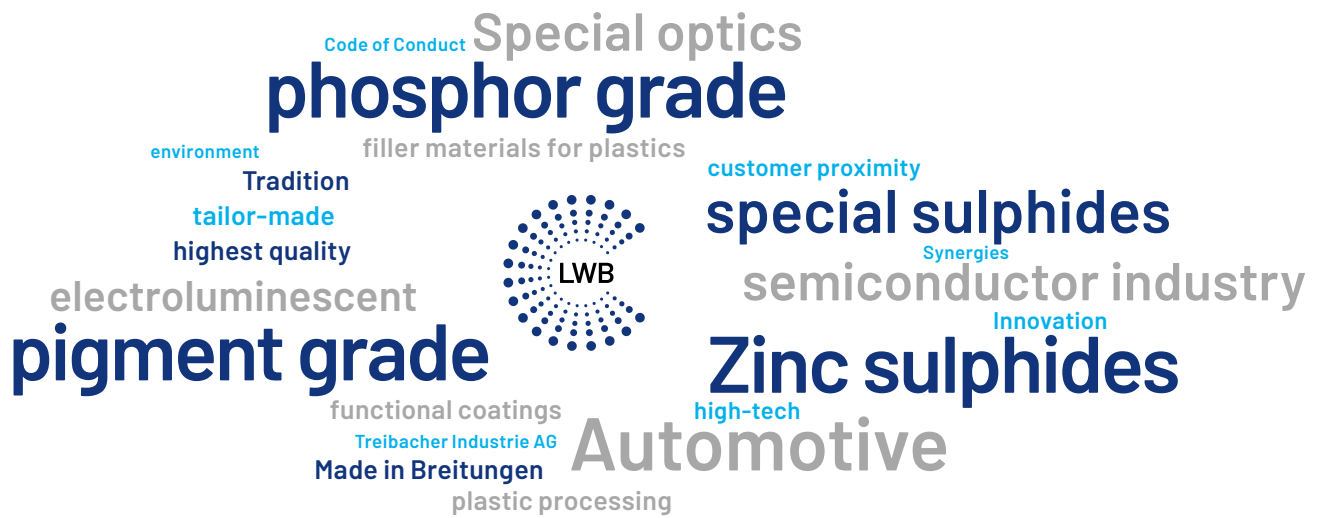 Special optics
Code of Conduct
phosphor grade
filler materials for plastics
environment
customer proximity
Tradition
tailor-made
special sulphides
highest quality
Synergies
LWB
semiconductor industry
electroluminescent
Innovation
pigment grade
Zinc sulphides
functional coatings
high-tech
Treibacher Industrie AG
Automotive
Made in Breitungen
plastic processing